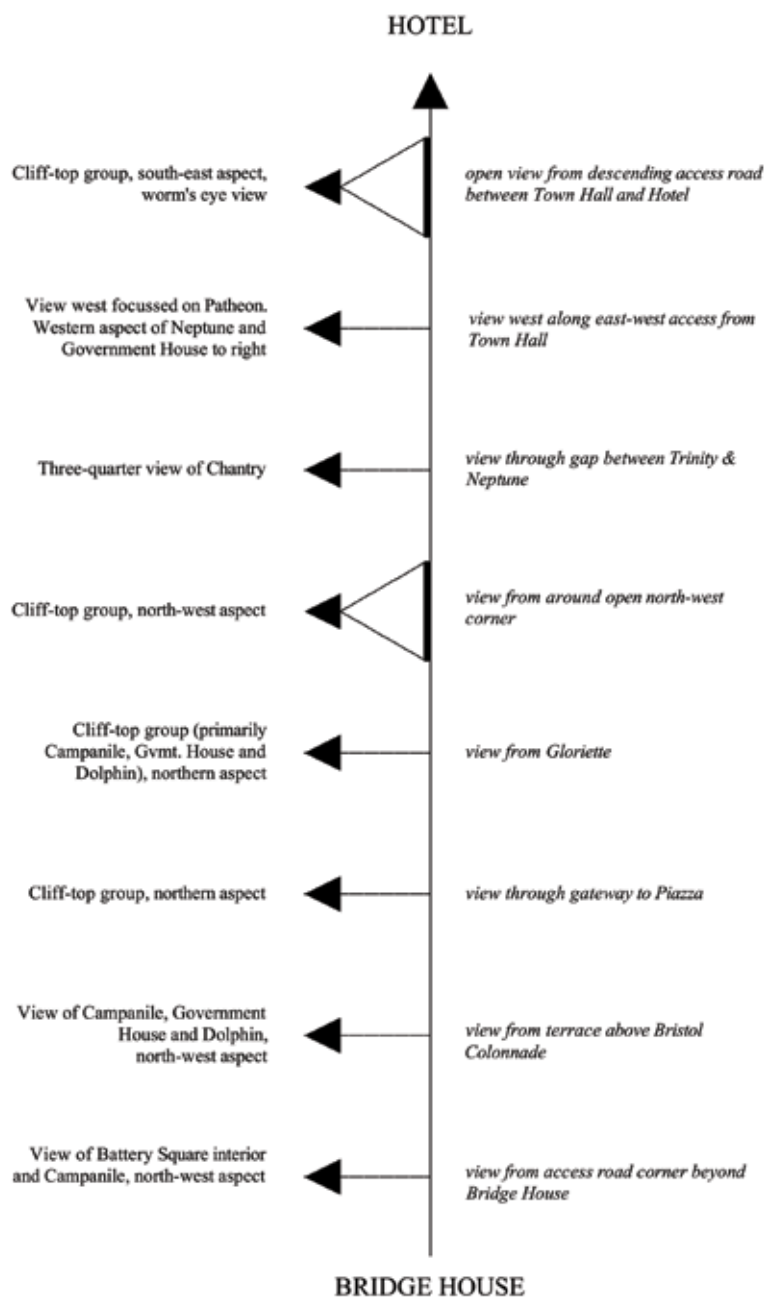 HOTEL
Cliff-top group, south-east aspect,
worm's eye view
open view from descending access road
between Town Hall and Hotel
View west focussed on Patheon.
Western aspect of Neptune and
Government House to right
view west along east-west access from
Town Hall
Three-quarter view of Chantry
view through gap between Trinity &
Neptune
Cliff-top group, north-west aspect
view from around open north-west
corner
Cliff-top group (primarily
Campanile, Gvmt. House and
Dolphin), northern aspect
view from Gloriette
Cliff-top group, northern aspect
view through gateway to Piazza
View of Campanile, Government
House and Dolphin,
north-west aspect
view from terrace above Bristol
Colonnade
View of Battery Square interior
and Campanile, north-west aspect
view from access road corner beyond
Bridge House
BRIDGE HOUSE